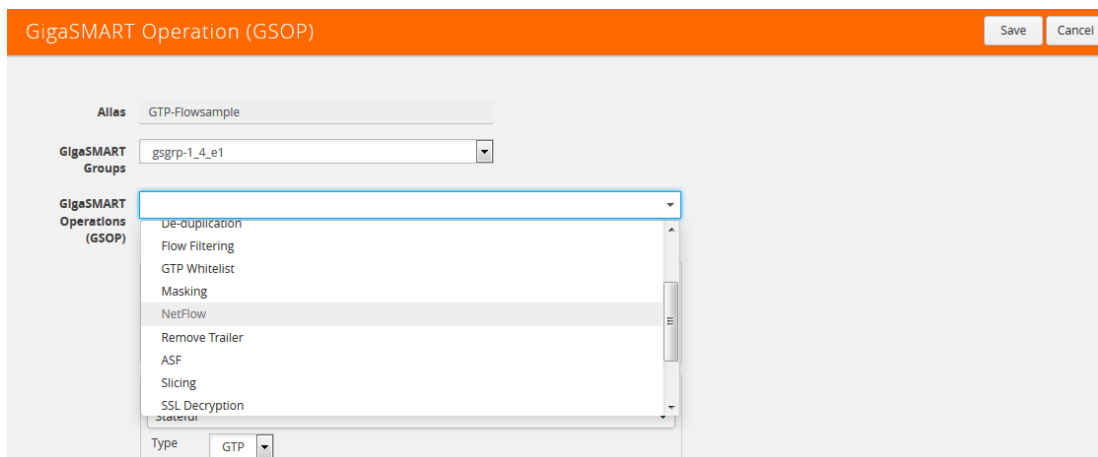 GigaSMART Operation (GSOP)
Save
Cancel
Alias
GTP-Flowsample
GigaSMART
Groups
gsgrp-1_4_e1
GigaSMART
Operations
(GSOP)
De-duplication
Flow Filtering
GTP Whitelist
Masking
NetFlow
Remove Trailer
ASF
Slicing
SSL Decryption
Stateful
Type
GTP